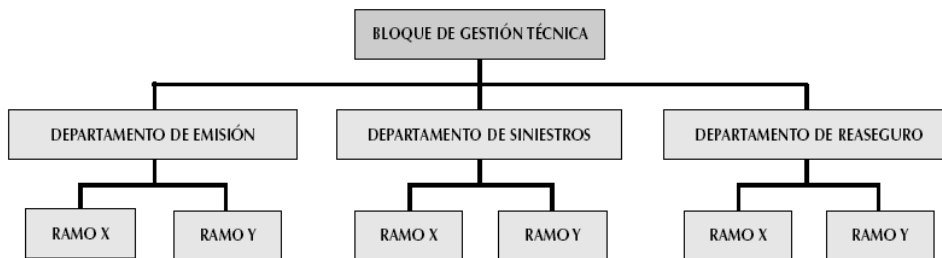 BLOQUE DE GESTIÓN TÉCNICA
DEPARTAMENTO DE EMISIÓN
DEPARTAMENTO DE SINIESTROS
DEPARTAMENTO DE REASEGURO
RAMO X
RAMO Y
RAMO X
RAMO Y
RAMO X
RAMO Y